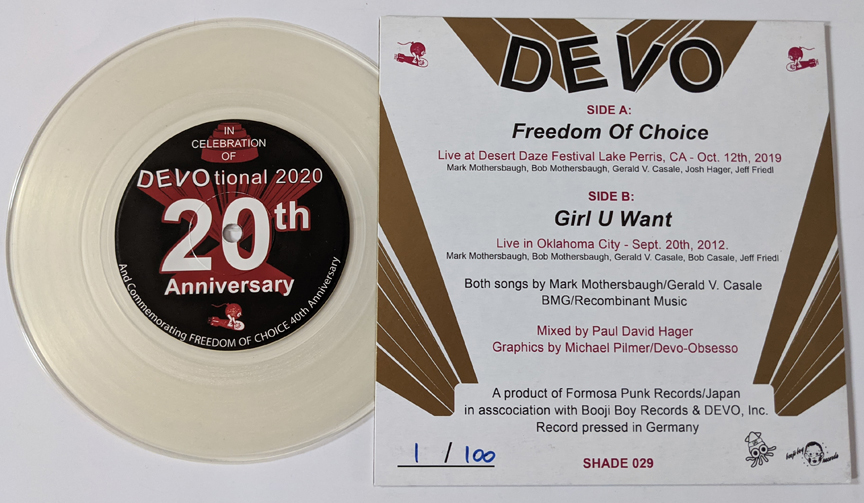 IN
CELEBRATION
OF
DEVOtional 2020
20th
Anniversary
And Commemorating FREEDOM OF CHOICE 40th Anniversary
DEVO
SIDE A:
Freedom Of Choice
Live at Desert Daze Festival Lake Perris, CA - Oct. 12th, 2019
Mark Mothersbaugh, Bob Mothersbaugh, Gerald V. Casale, Josh Hager, Jeff Friedl
SIDE B:
Girl U Want
Live in Oklahoma City - Sept. 20th, 2012.
Mark Mothersbaugh, Bob Mothersbaugh, Gerald V. Casale, Bob Casale, Jeff Friedl
Both songs by Mark Mothersbaugh/Gerald V. Casale
BMG/Recombinant Music
Mixed by Paul David Hager
Graphics by Michael Pilmer/Devo-Obsesso
A product of Formosa Punk Records/Japan
in asscociation with Booji Boy Records & DEVO, Inc.
Record pressed in Germany
1 / 100
SHADE 029
booji boy records